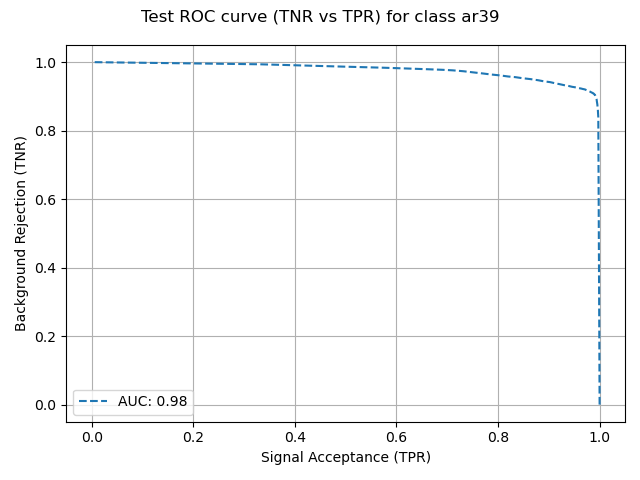 Test ROC curve (TNR vs TPR) for class ar39
Background Rejection (TNR)
1.0
0.8
0.6
0.4
0.2
0.0
AUC: 0.98
0.0 0.2 0.4 0.6 0.8 1.0
Signal Acceptance (TPR)